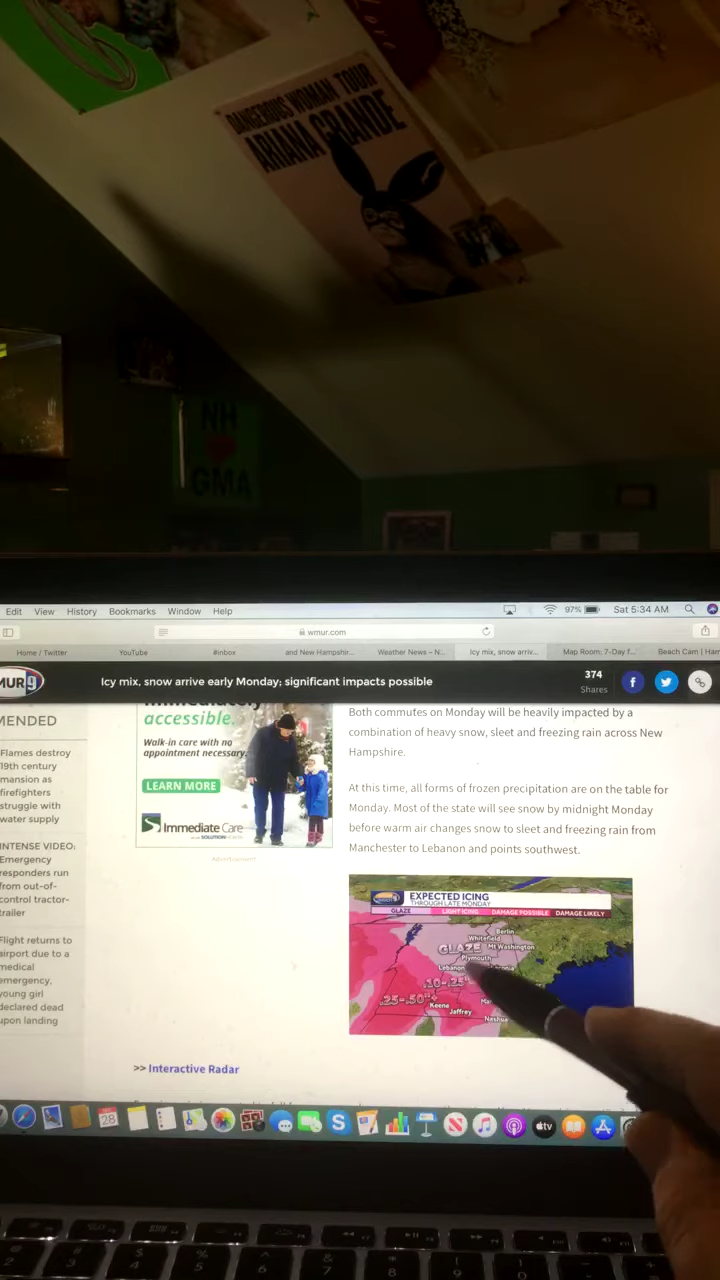 Love
DANGEROUS WOMAN TOUR
ARIANA GRANDE
NH
GMA
Edit View History Bookmarks Window Help
97% Sat 5:34 AM
wmur.com
Home / Twitter
YouTube
#inbox
and New Hampshir...
Weather News – N...
Icy mix, snow arriv...
Map Room: 7-Day f...
Beach Cam | Ham
MUR 9
Icy mix, snow arrive early Monday; significant impacts possible
374
Shares
MENDED
Flames destroy
19th century
mansion as
firefighters
struggle with
water supply
INTENSE VIDEO:
Emergency
responders run
from out-of-
control tractor-
trailer
Flight returns to
airport due to a
medical
emergency,
young girl
declared dead
upon landing
accessible.
Walk-in care with no
appointment necessary.
LEARN MORE
Immediate Care
Advertisement
Both commutes on Monday will be heavily impacted by a
combination of heavy snow, sleet and freezing rain across New
Hampshire.
At this time, all forms of frozen precipitation are on the table for
Monday. Most of the state will see snow by midnight Monday
before warm air changes snow to sleet and freezing rain from
Manchester to Lebanon and points southwest.
EXPECTED ICING
THROUGH LATE MONDAY
GLAZE LIGHT ICING DAMAGE POSSIBLE DAMAGE LIKELY
Berlin
Whitefield
GLAZE Mt Washington
Plymouth
Lebanon
.10-.25"
.25-.50"+
Keene
Jaffrey
Nashua
>> Interactive Radar
28
tv